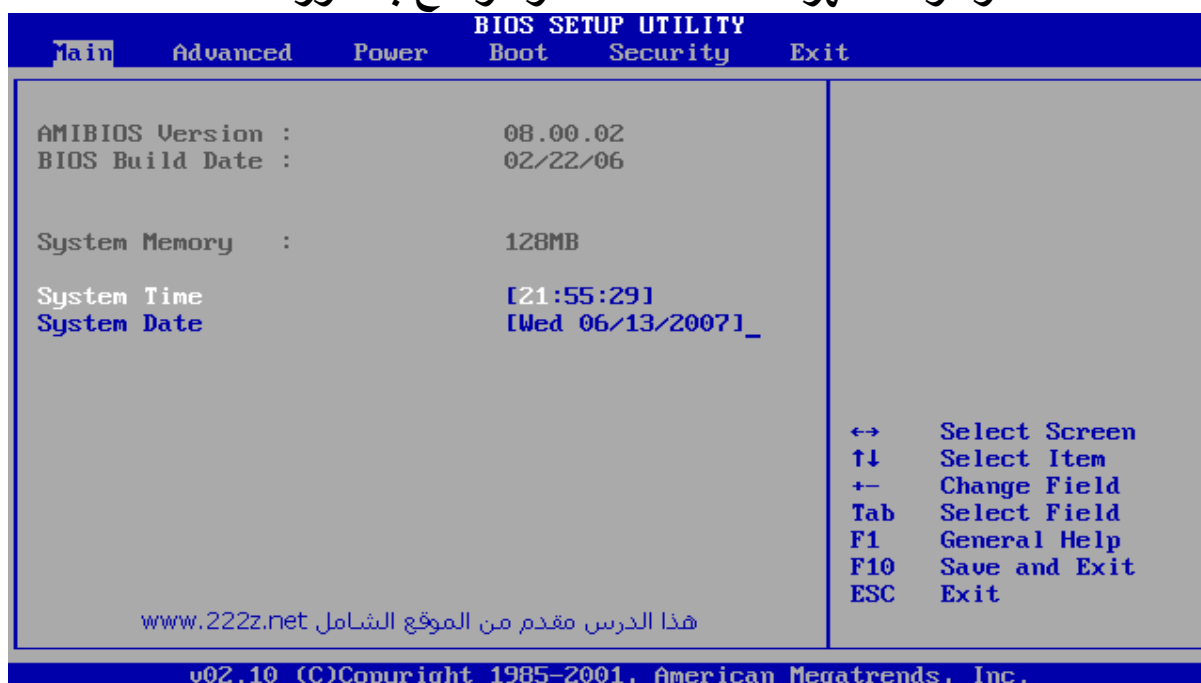 BIOS SETUP UTILITY
Main Advanced Power Boot Security Exit
AMIBIOS Version : 08.00.02
BIOS Build Date : 02/22/06
System Memory : 128MB
System Time [21:55:29]
System Date [Wed 06/13/2007]_
←→ Select Screen
↑↓ Select Item
+- Change Field
Tab Select Field
F1 General Help
F10 Save and Exit
ESC Exit
هذا الدرس مقدم من الموقع الشامل www.222z.net
v02.10 (C)Copyright 1985-2001, American Megatrends, Inc.